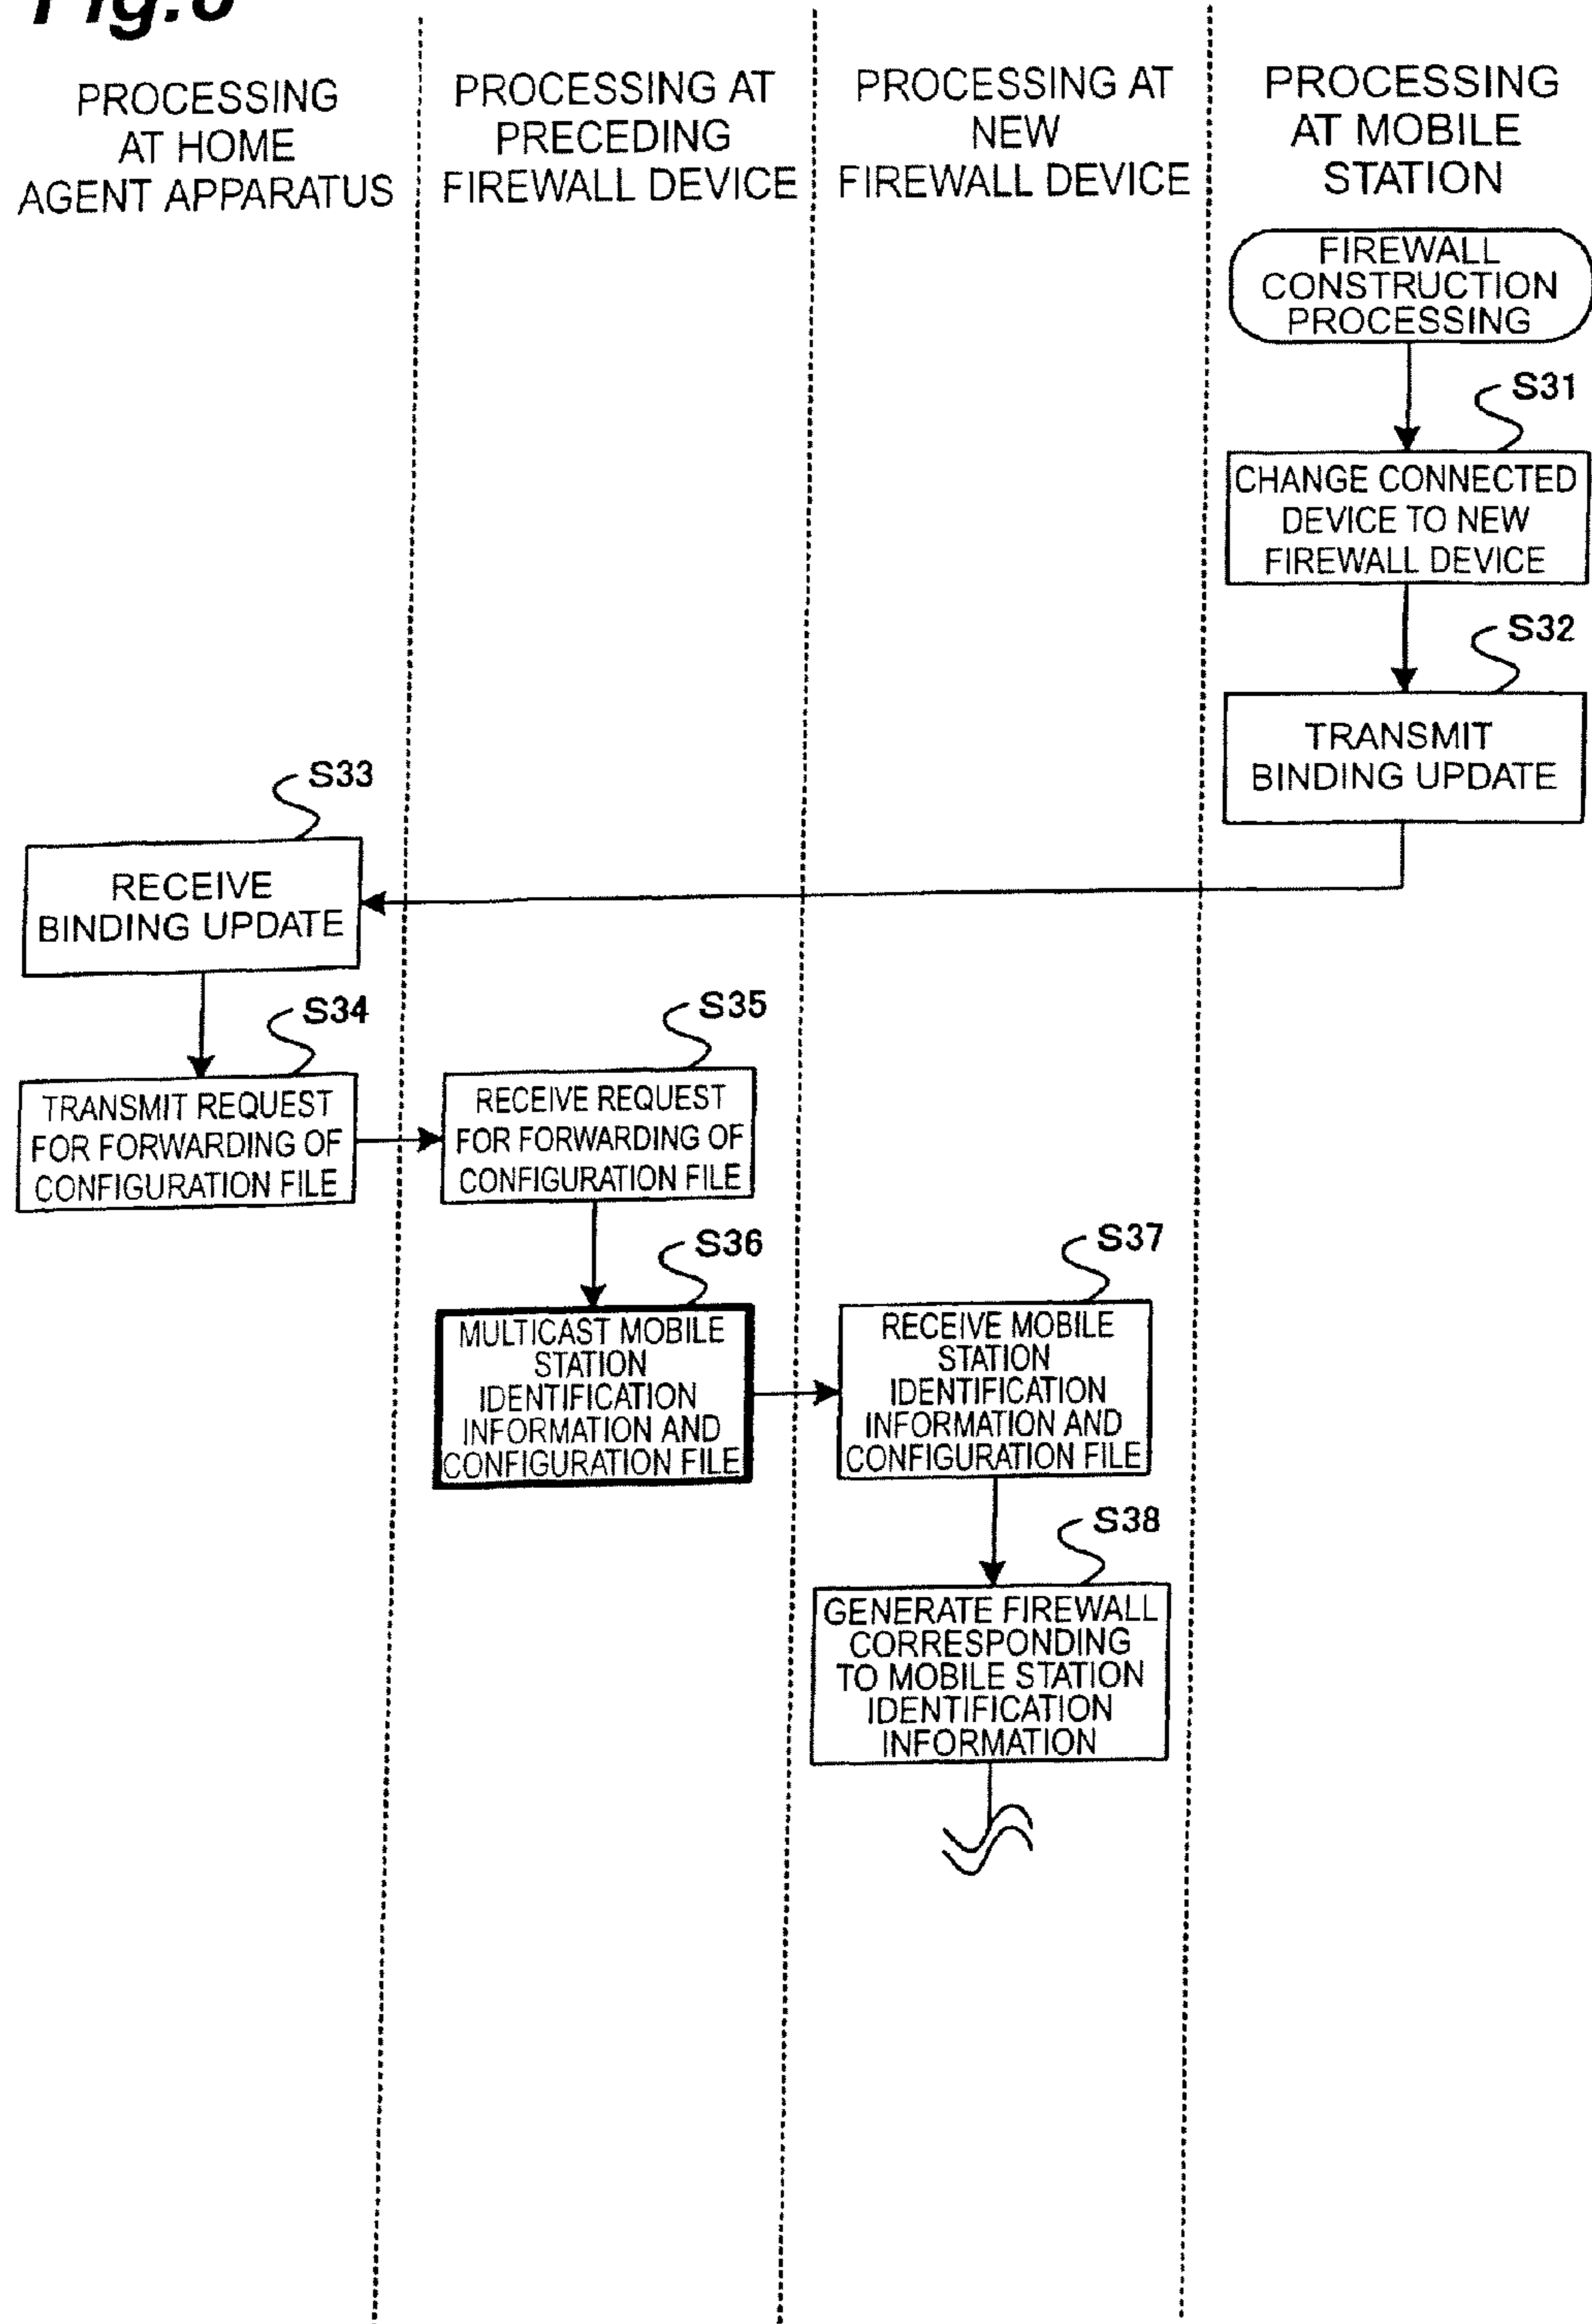 PROCESSING
AT HOME
AGENT APPARATUS
PROCESSING AT
PRECEDING
FIREWALL DEVICE
PROCESSING AT
NEW
FIREWALL DEVICE
PROCESSING
AT MOBILE
STATION
FIREWALL
CONSTRUCTION
PROCESSING
S31
CHANGE CONNECTED
DEVICE TO NEW
FIREWALL DEVICE
S32
TRANSMIT
BINDING UPDATE
S33
RECEIVE
BINDING UPDATE
S34
TRANSMIT REQUEST
FOR FORWARDING OF
CONFIGURATION FILE
S35
RECEIVE REQUEST
FOR FORWARDING OF
CONFIGURATION FILE
S36
MULTICAST MOBILE
STATION
IDENTIFICATION
INFORMATION AND
CONFIGURATION FILE
S37
RECEIVE MOBILE
STATION
IDENTIFICATION
INFORMATION AND
CONFIGURATION FILE
S38
GENERATE FIREWALL
CORRESPONDING
TO MOBILE STATION
IDENTIFICATION
INFORMATION